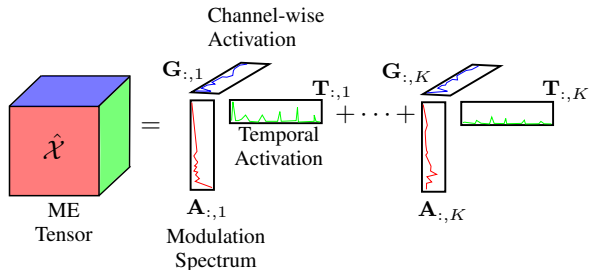 Channel-wise
Activation
G:,1
T:,1
G:,K
T:,K
𝒳̂
=
+ ··· +
Temporal
Activation
ME
Tensor
A:,1
A:,K
Modulation
Spectrum